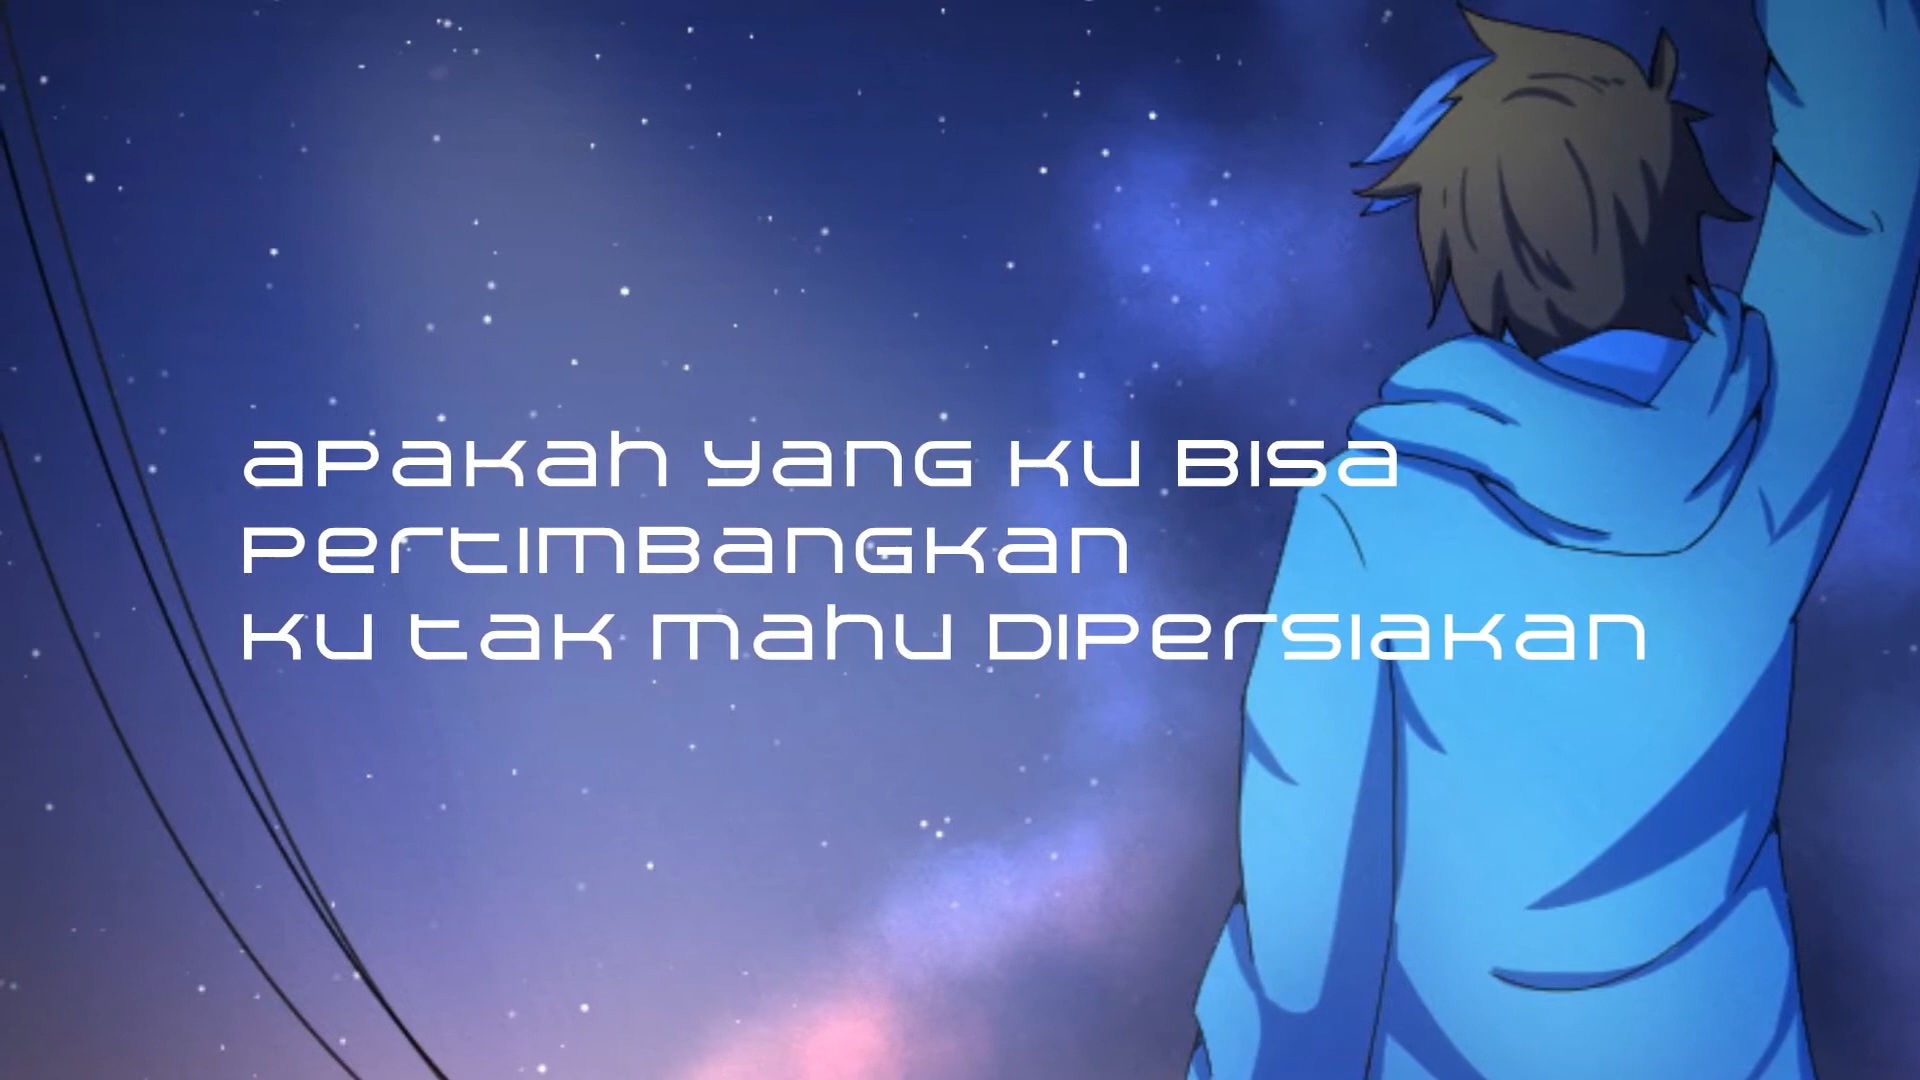 apakah yang ku bisa
pertimbangkan
ku tak mahu dipersiakan